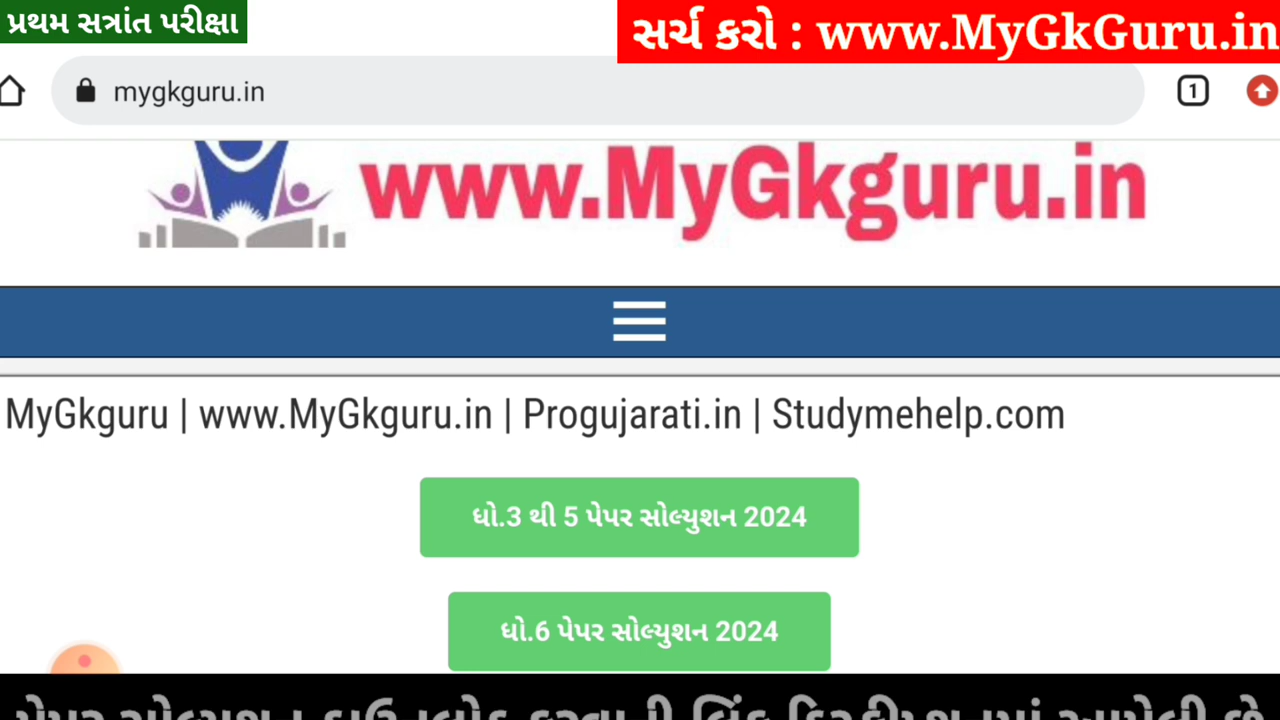 પ્રથમ સત્રાંત પરીક્ષા
સર્ચ કરો : www.MyGkGuru.in
mygkguru.in
1
www.MyGkguru.in
MyGkguru | www.MyGkguru.in | Progujarati.in | Studymehelp.com
ધો.3 થી 5 પેપર સોલ્યુશન 2024
ધો.6 પેપર સોલ્યુશન 2024